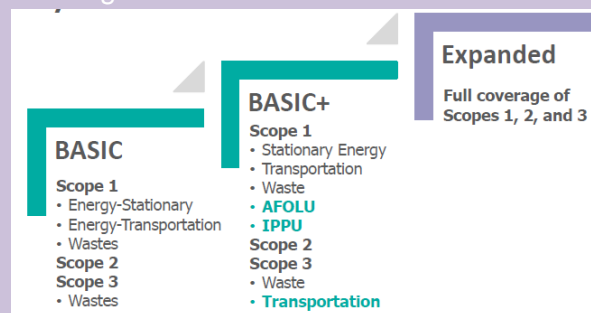 BASIC
Scope 1
• Energy-Stationary
• Energy-Transportation
• Wastes
Scope 2
Scope 3
• Wastes
BASIC+
Scope 1
• Stationary Energy
• Transportation
• Waste
• AFOLU
• IPPU
Scope 2
Scope 3
• Waste
• Transportation
Expanded
Full coverage of
Scopes 1, 2, and 3